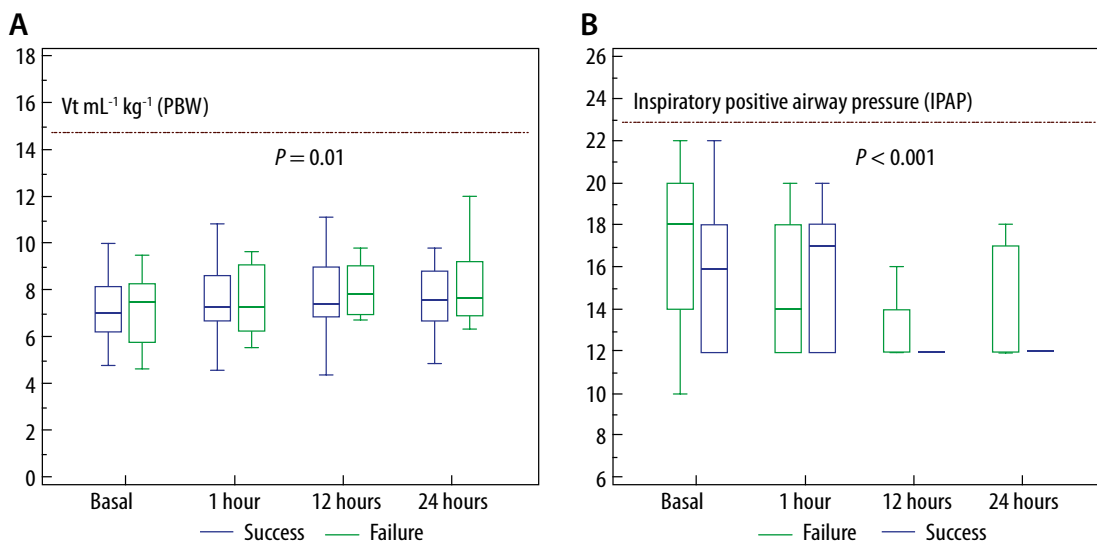 A
18
16
14
12
10
8
6
4
2
0
Vt mL⁻¹ kg⁻¹ (PBW)
P = 0.01
Basal
1 hour
12 hours
24 hours
Success
Failure
B
26
24
22
20
18
16
14
12
10
8
6
Inspiratory positive airway pressure (IPAP)
P < 0.001
Basal
1 hour
12 hours
24 hours
Failure
Success